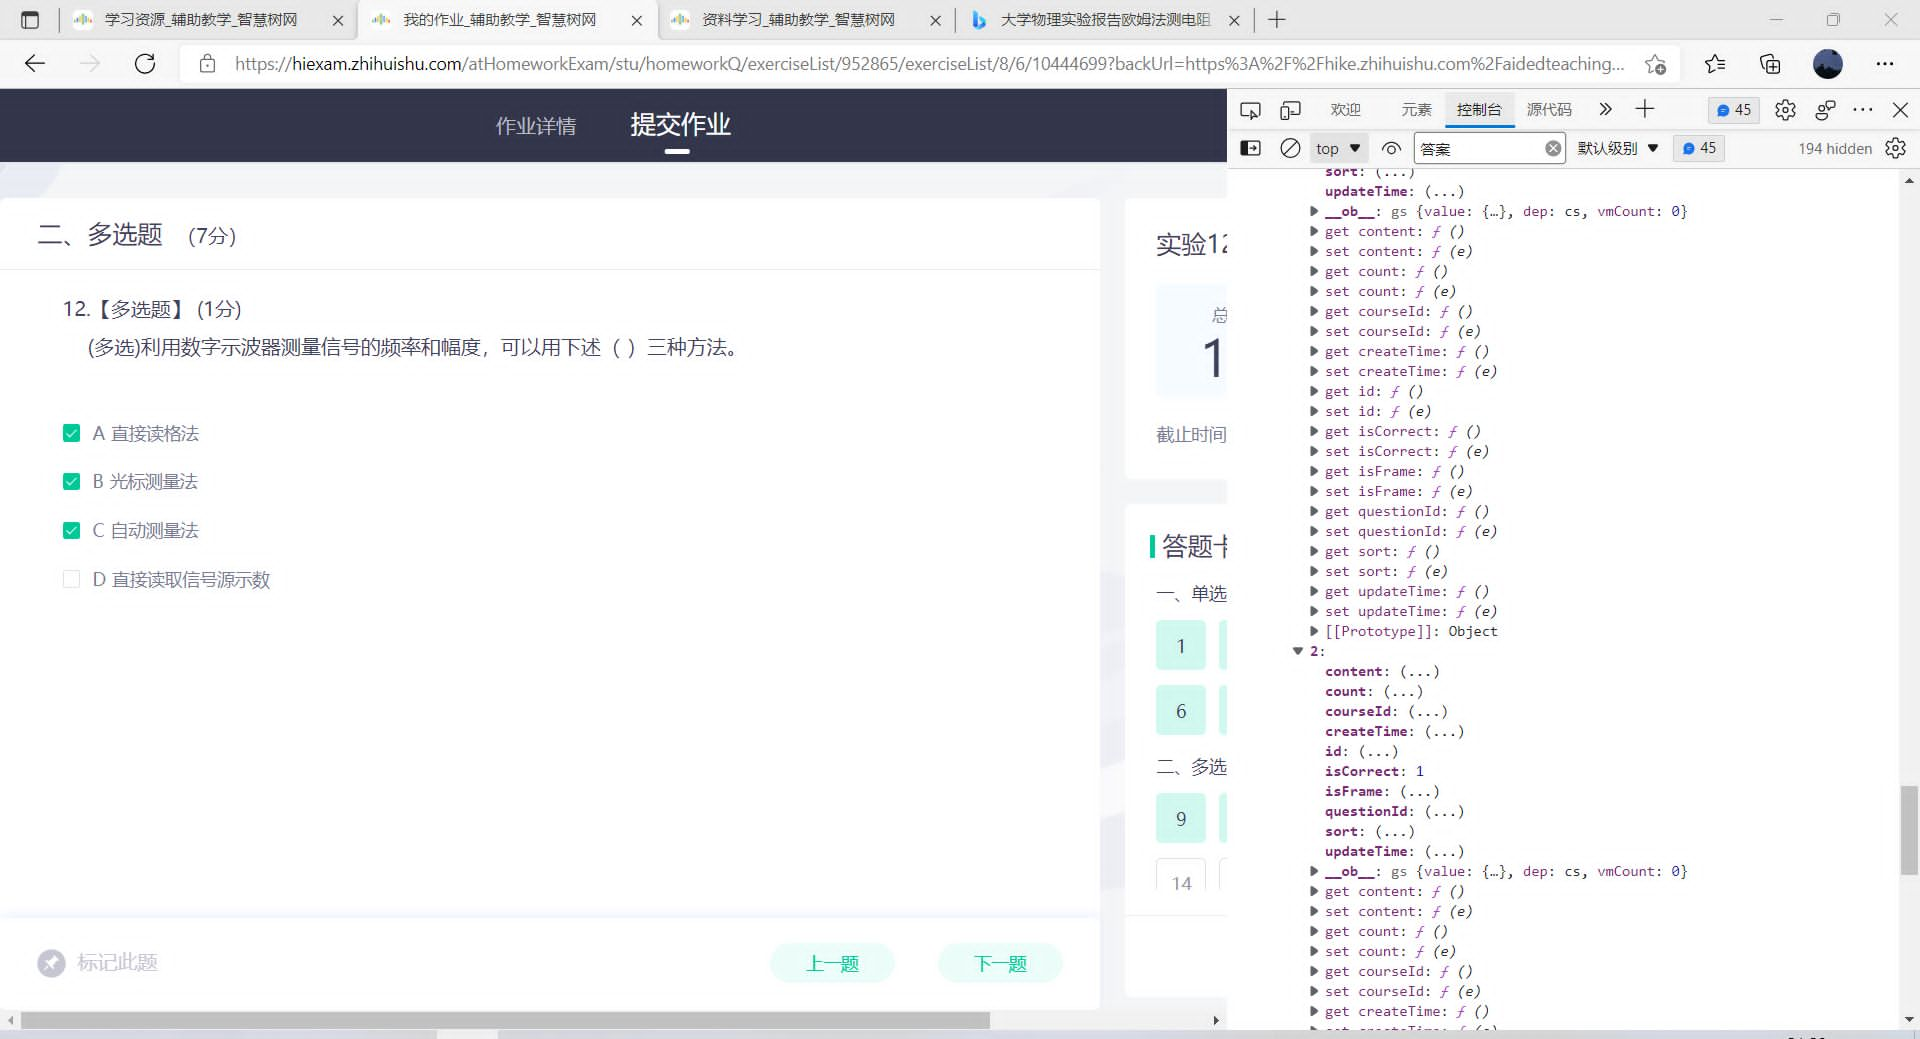 学习资源_辅助教学_智慧树网
我的作业_辅助教学_智慧树网
资料学习_辅助教学_智慧树网
大学物理实验报告欧姆法测电阻
https://hiexam.zhihuishu.com/atHomeworkExam/stu/homeworkQ/exerciseList/952865/exerciseList/8/6/10444699?backUrl=https%3A%2F%2Fhike.zhihuishu.com%2Faidedteaching...
作业详情
提交作业
二、多选题 (7分)
12.【多选题】 (1分)
(多选)利用数字示波器测量信号的频率和幅度，可以用下述（ ）三种方法。
A 直接读格法
B 光标测量法
C 自动测量法
D 直接读取信号源示数
标记此题
上一题
下一题
实验12
总
1
截止时间
答题卡
一、单选
1
6
二、多选
9
14
欢迎
元素
控制台
源代码
45
top
答案
默认级别
45
194 hidden
sort: (...)
updateTime: (...)
__ob__: gs {value: {…}, dep: cs, vmCount: 0}
get content: ƒ ()
set content: ƒ (e)
get count: ƒ ()
set count: ƒ (e)
get courseId: ƒ ()
set courseId: ƒ (e)
get createTime: ƒ ()
set createTime: ƒ (e)
get id: ƒ ()
set id: ƒ (e)
get isCorrect: ƒ ()
set isCorrect: ƒ (e)
get isFrame: ƒ ()
set isFrame: ƒ (e)
get questionId: ƒ ()
set questionId: ƒ (e)
get sort: ƒ ()
set sort: ƒ (e)
get updateTime: ƒ ()
set updateTime: ƒ (e)
[[Prototype]]: Object
2:
content: (...)
count: (...)
courseId: (...)
createTime: (...)
id: (...)
isCorrect: 1
isFrame: (...)
questionId: (...)
sort: (...)
updateTime: (...)
__ob__: gs {value: {…}, dep: cs, vmCount: 0}
get content: ƒ ()
set content: ƒ (e)
get count: ƒ ()
set count: ƒ (e)
get courseId: ƒ ()
set courseId: ƒ (e)
get createTime: ƒ ()
set createTime: ƒ (e)